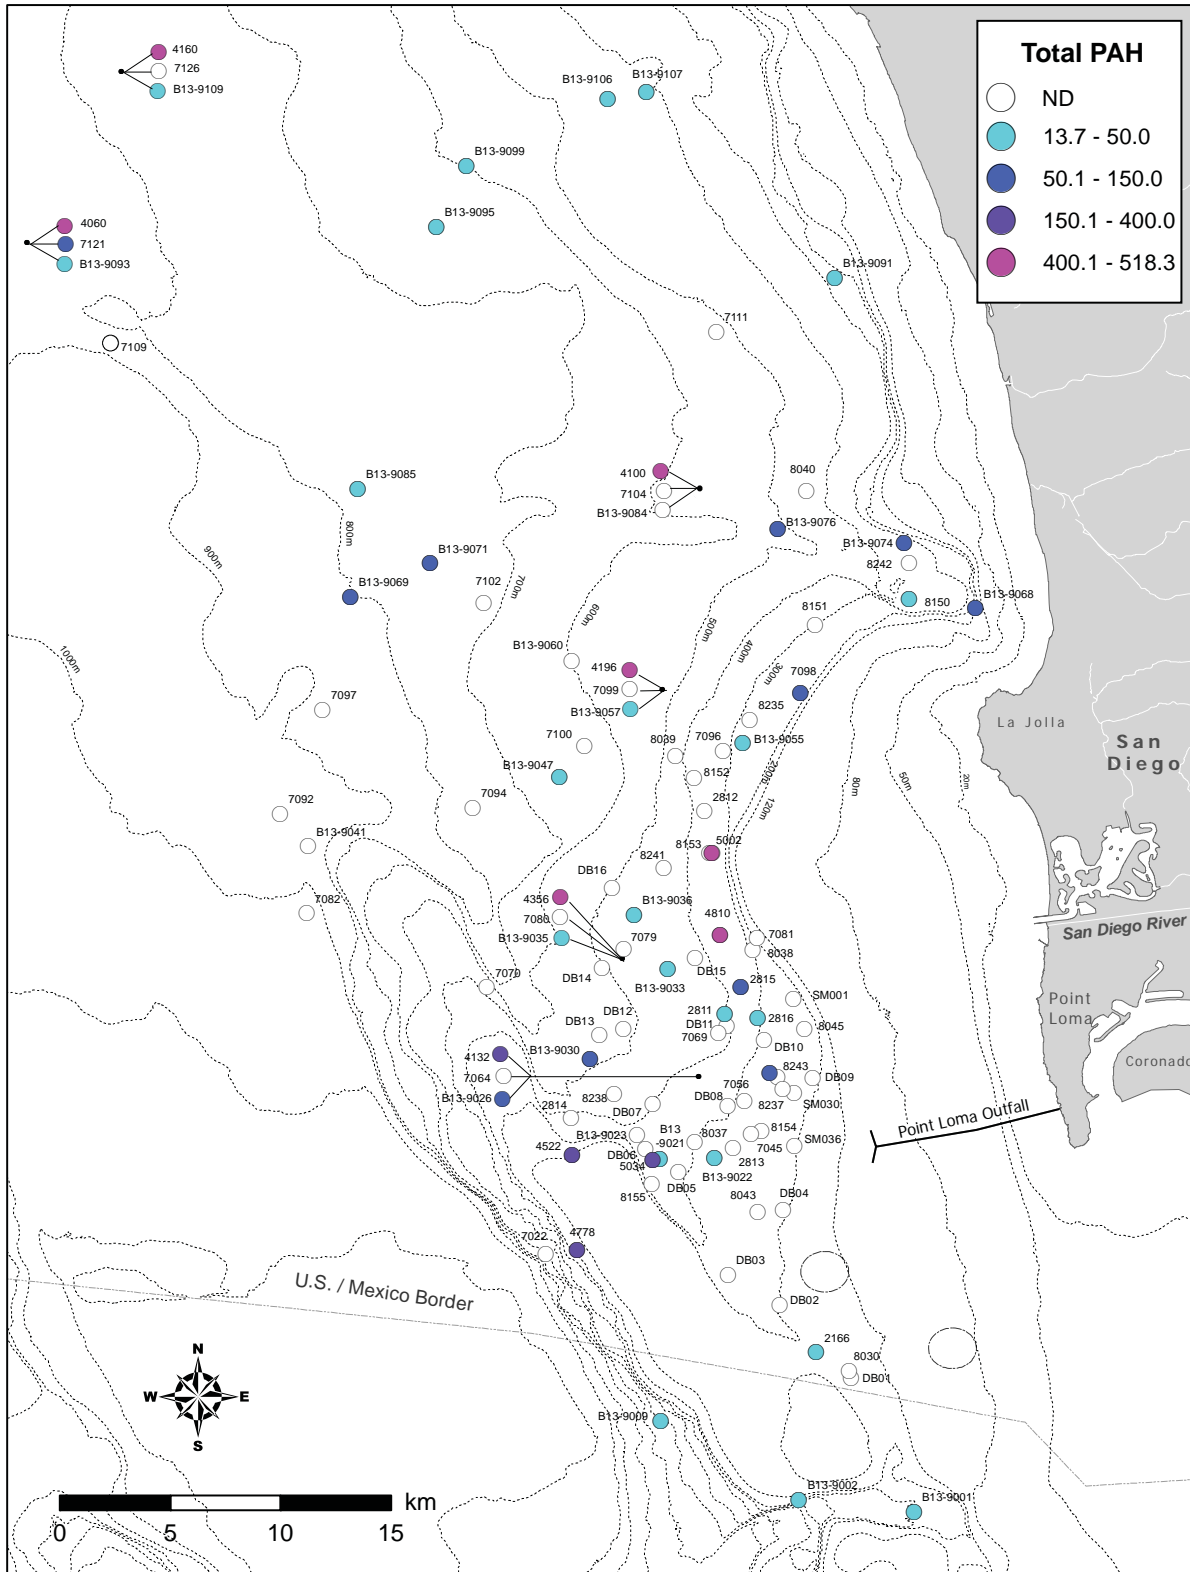 Total PAH
ND
13.7 - 50.0
50.1 - 150.0
150.1 - 400.0
400.1 - 518.3
4160
7126
B13-9109
B13-9106
B13-9107
B13-9099
B13-9095
4060
7121
B13-9093
B13-9091
7109
7111
B13-9085
4100
7104
B13-9084
8040
B13-9076
B13-9074
8242
8150
B13-9068
800m
900m
B13-9071
B13-9069
7102
700m
600m
500m
400m
300m
8151
1000m
B13-9060
4196
7099
B13-9057
7098
7097
8235
7100
8039
7096
B13-9055
La Jolla
San
Diego
B13-9047
8152
200m
120m
80m
50m
20m
7092
7094
2812
B13-9041
8153
5002
8241
DB16
7082
4356
7080
B13-9035
B13-9036
4810
7081
8038
San Diego River
7079
DB14
B13-9033
DB15
7070
2815
SM001
Point
Loma
2811
2816
DB12
DB13
DB11
7069
8045
DB10
B13-9030
Coronado
4132
7064
B13-9026
8243
DB09
7056
8238
DB07
DB08
8237
SM030
2814
Point Loma Outfall
B13-9023
B13
-9021
8037
8154
7045
SM036
4522
DB06
5034
2813
B13-9022
DB05
8155
8043
DB04
7022
4778
DB03
U.S. / Mexico Border
DB02
2166
8030
DB01
N
W
E
S
B13-9009
B13-9002
B13-9001
km
0
5
10
15